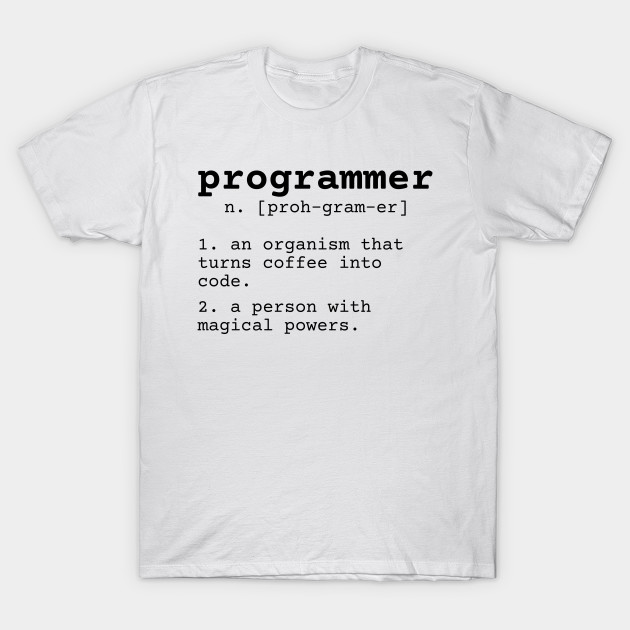 programmer
n. [proh-gram-er]
1. an organism that
turns coffee into
code.
2. a person with
magical powers.